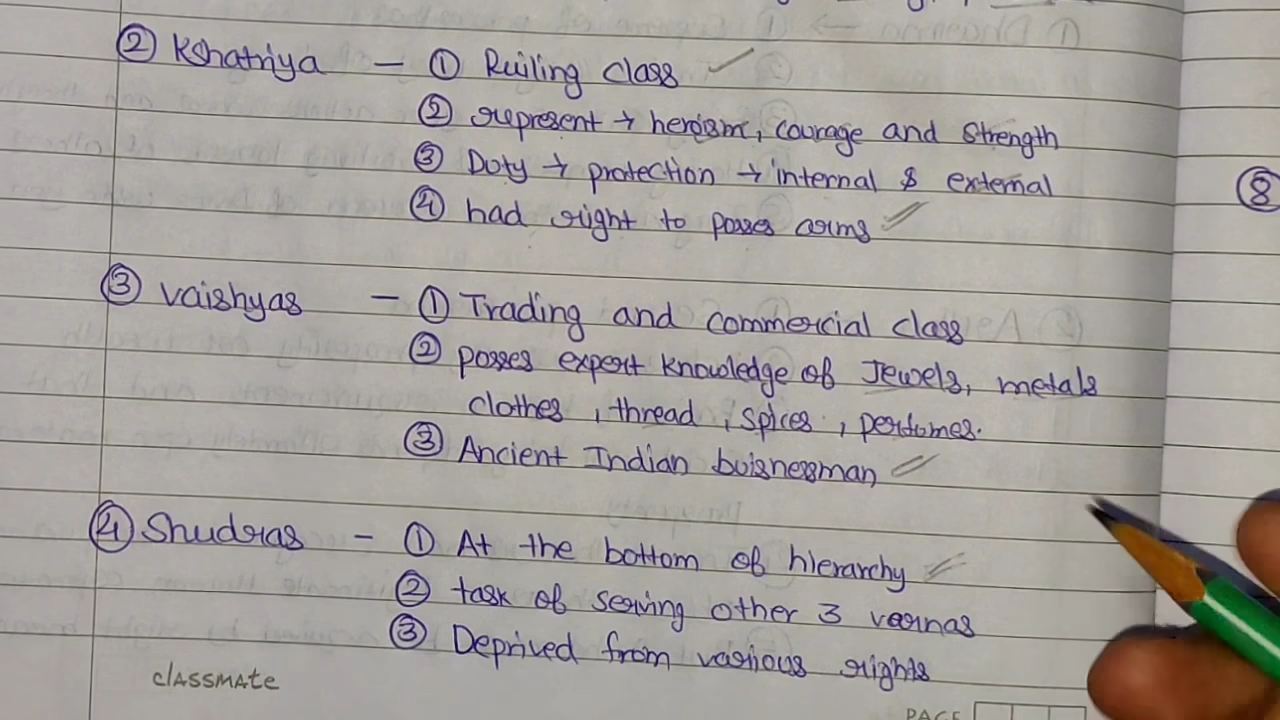 ② Kshatriya – ① Ruiling class
② represent → heroism, courage and strength
③ Duty → protection → internal & external
④ had right to posses arms
⑧
③ vaishyas – ① Trading and commercial class
② posses expert knowledge of Jewels, metals
clothes, thread, spices, perfumes.
③ Ancient Indian buisnessman
④ Shudras – ① At the bottom of hierarchy
② task of serving other 3 veernas
③ Deprived from various rights
classmate
PAGE